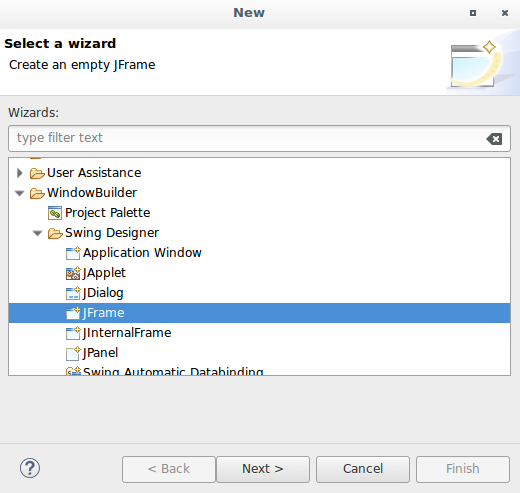 New
Select a wizard
Create an empty JFrame
Wizards:
type filter text
User Assistance
WindowBuilder
Project Palette
Swing Designer
Application Window
JApplet
JDialog
JFrame
JInternalFrame
JPanel
Swing Automatic Databinding
?
< Back
Next >
Cancel
Finish